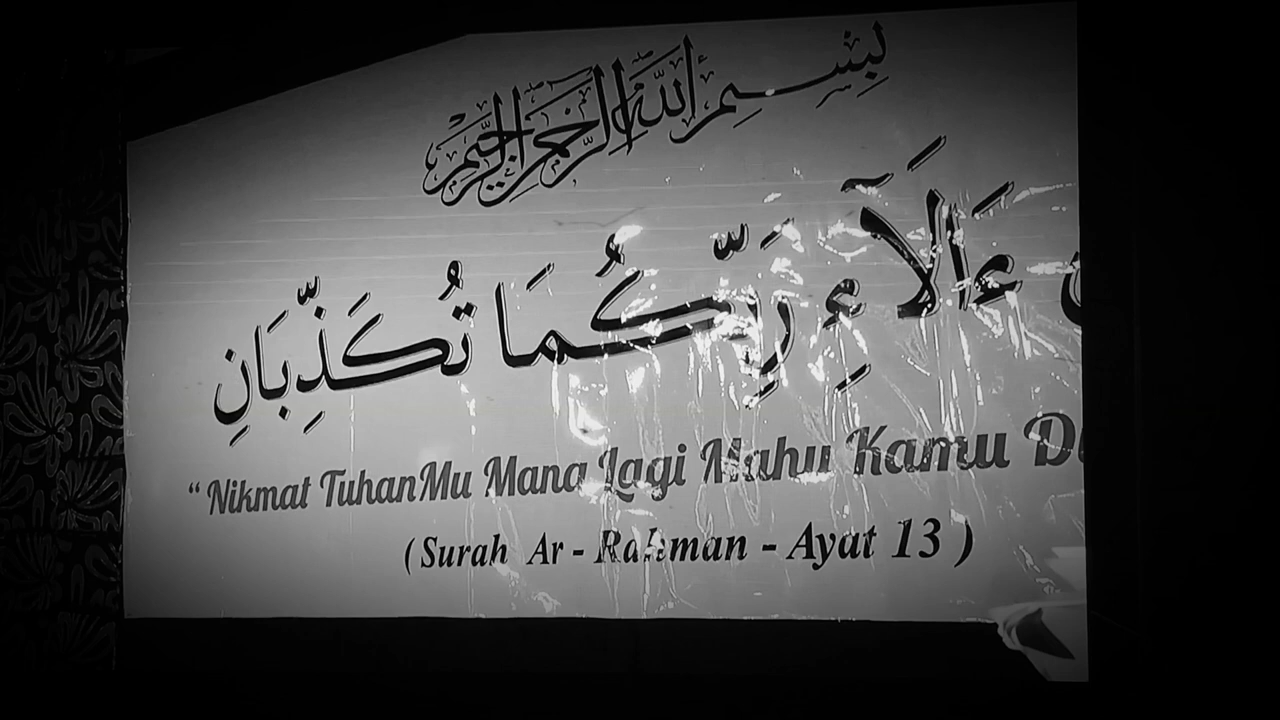 بِسْمِ اللَّهِ الرَّحْمَٰنِ الرَّحِيمِ
ءَالَآءِ رَبِّكُمَا تُكَذِّبَانِ
“Nikmat TuhanMu Mana Lagi Mahu Kamu
(Surah Ar - Rahman - Ayat 13)